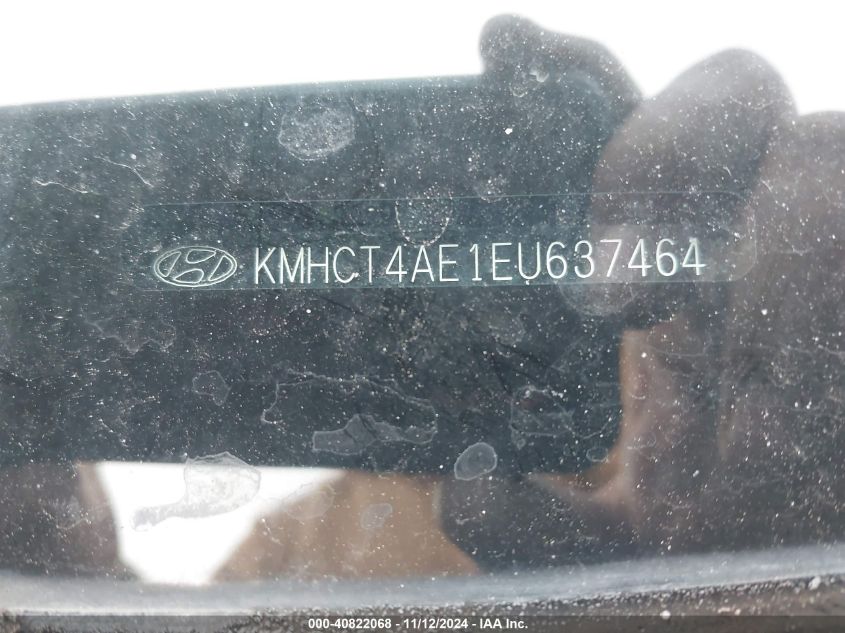 KMHCT4AE1EU637464
000-40822068 - 11/12/2024 - IAA Inc.